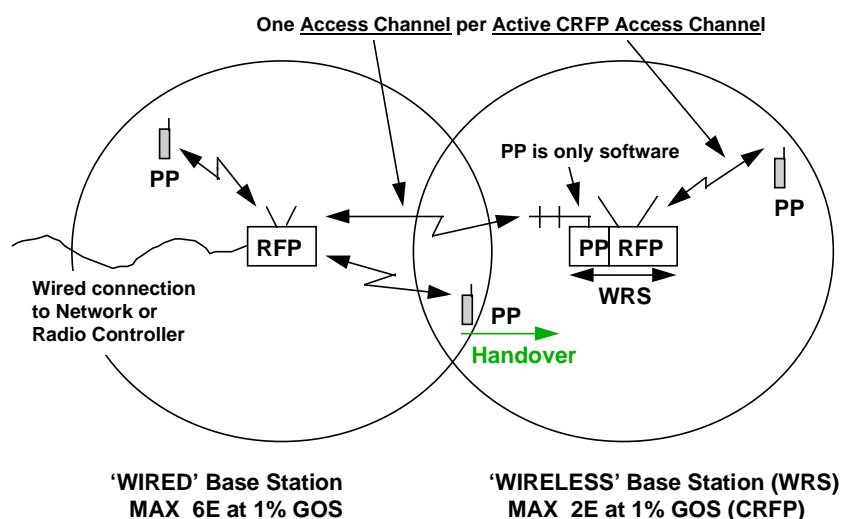 One Access Channel per Active CRFP Access Channel
PP is only software
PP
PP
RFP
PP RFP
WRS
Wired connection
to Network or
Radio Controller
PP
Handover
‘WIRED’ Base Station
MAX 6E at 1% GOS
‘WIRELESS’ Base Station (WRS)
MAX 2E at 1% GOS (CRFP)